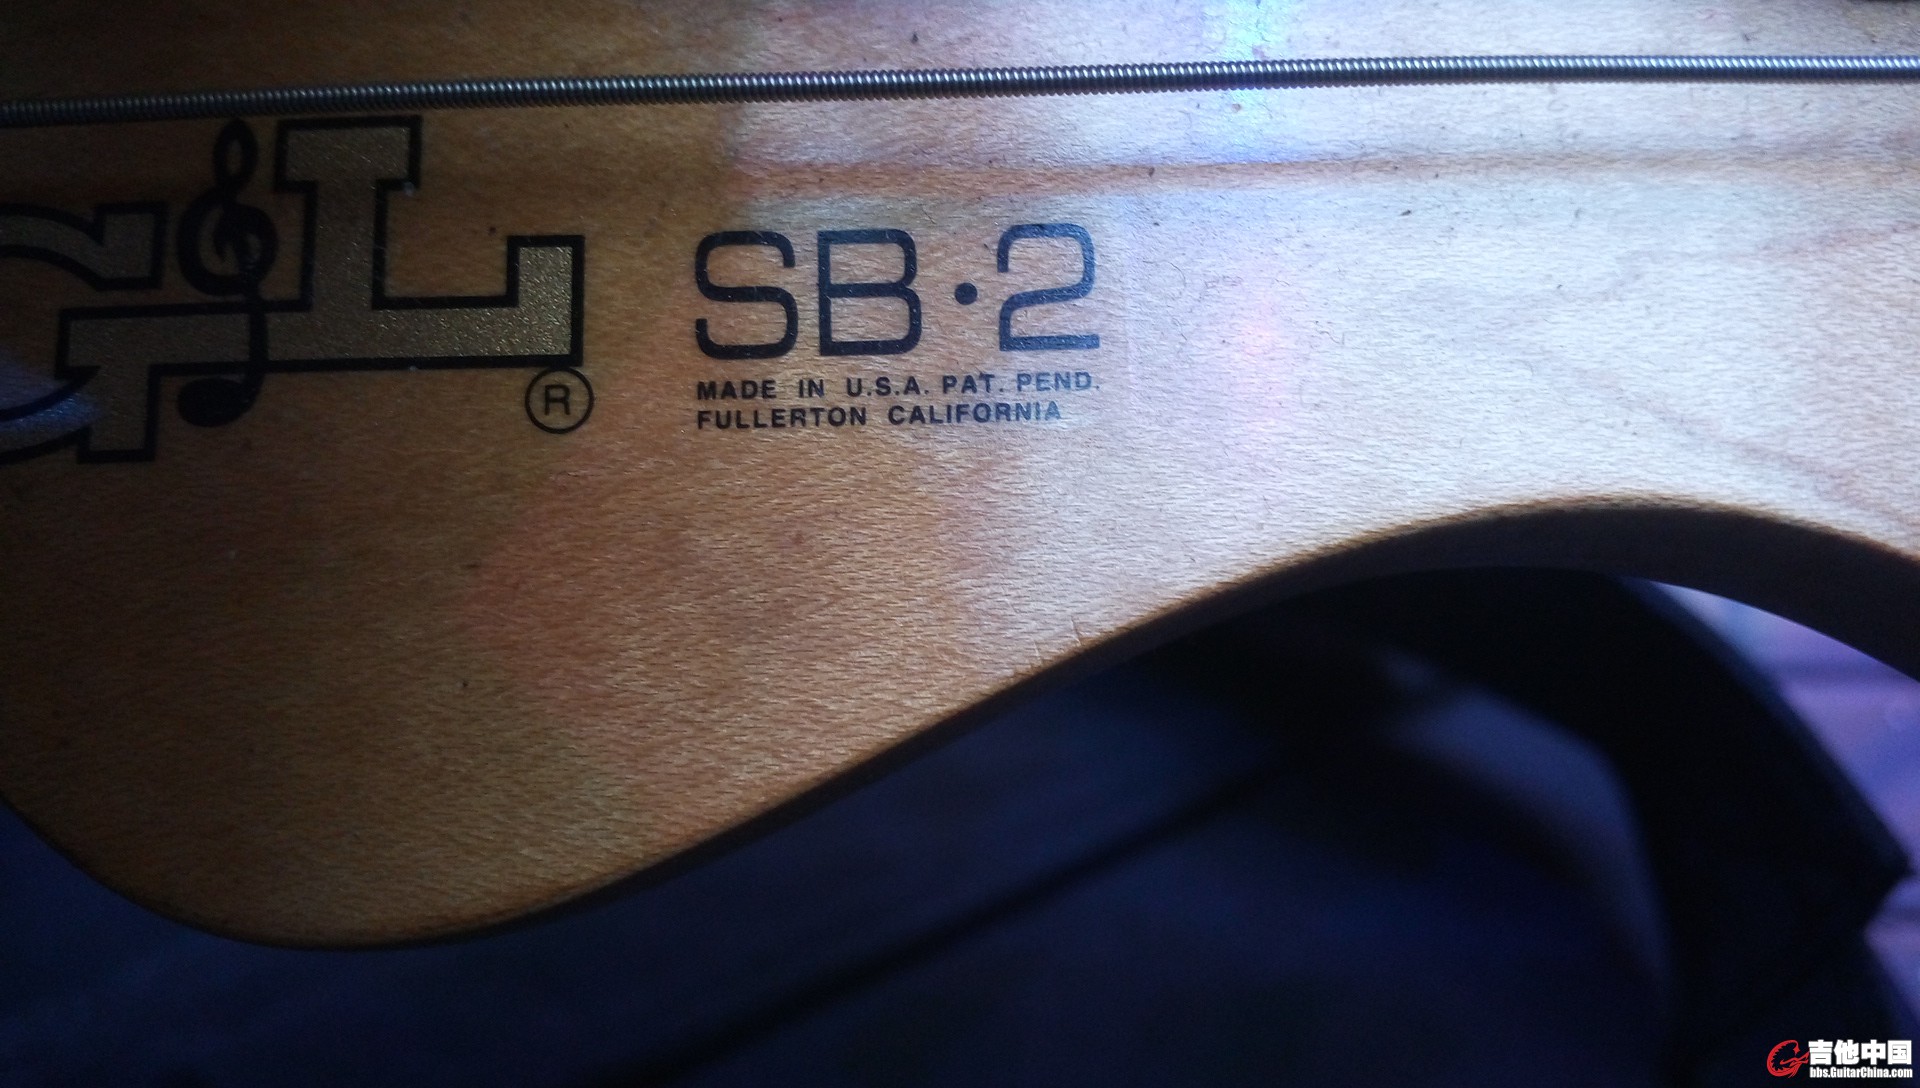 G&L
®
SB·2
MADE IN U.S.A. PAT. PEND.
FULLERTON CALIFORNIA
吉他中国
bbs.GuitarChina.com